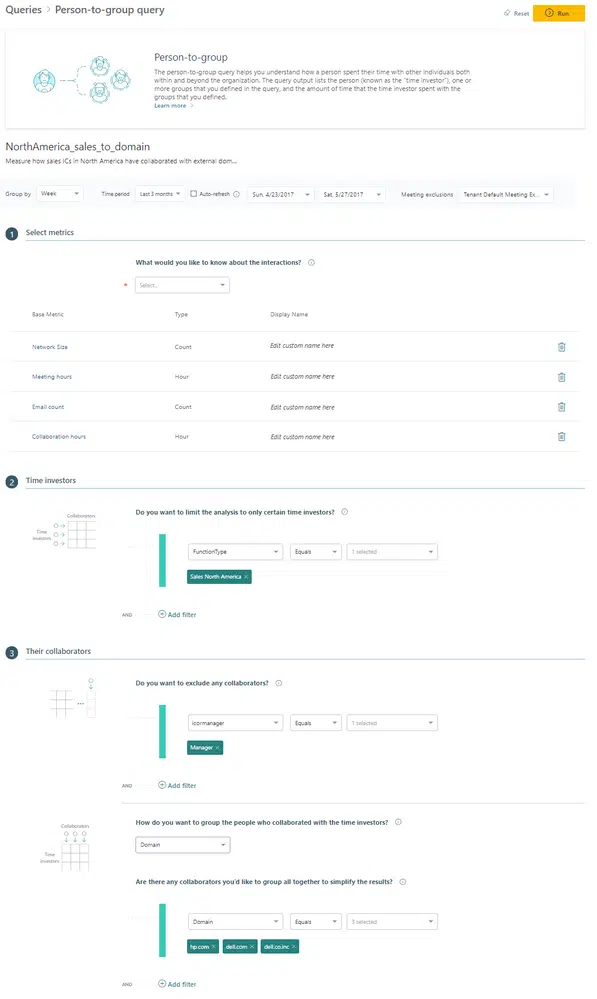 Queries > Person-to-group query
Reset
Run
Person-to-group
The person-to-group query helps you understand how a person spent their time with other individuals both
within and beyond the organization. The query output lists the person (known as the "time investor"), one or
more groups that you defined in the query, and the amount of time that the time investor spent with the
groups that you defined.
Learn more >
NorthAmerica_sales_to_domain
Measure how sales ICs in North America have collaborated with external dom...
Group by Week Time period Last 3 months Auto-refresh Sun, 4/23/2017 Sat, 5/27/2017 Meeting exclusions Tenant Default Meeting Ex...
1 Select metrics
What would you like to know about the interactions?
* Select...
Base Metric Type Display Name
Network Size Count Edit custom name here
Meeting hours Hour Edit custom name here
Email count Count Edit custom name here
Collaboration hours Hour Edit custom name here
2 Time investors
Collaborators
Time
investors
Do you want to limit the analysis to only certain time investors?
FunctionType Equals 1 selected
Sales North America ×
AND + Add filter
3 Their collaborators
Do you want to exclude any collaborators?
icormanager Equals 1 selected
Manager ×
AND + Add filter
Collaborators
Time
investors
How do you want to group the people who collaborated with the time investors?
Domain
Are there any collaborators you'd like to group all together to simplify the results?
Domain Equals 3 selected
hp.com × .dell.com × dell.co.inc ×
AND + Add filter